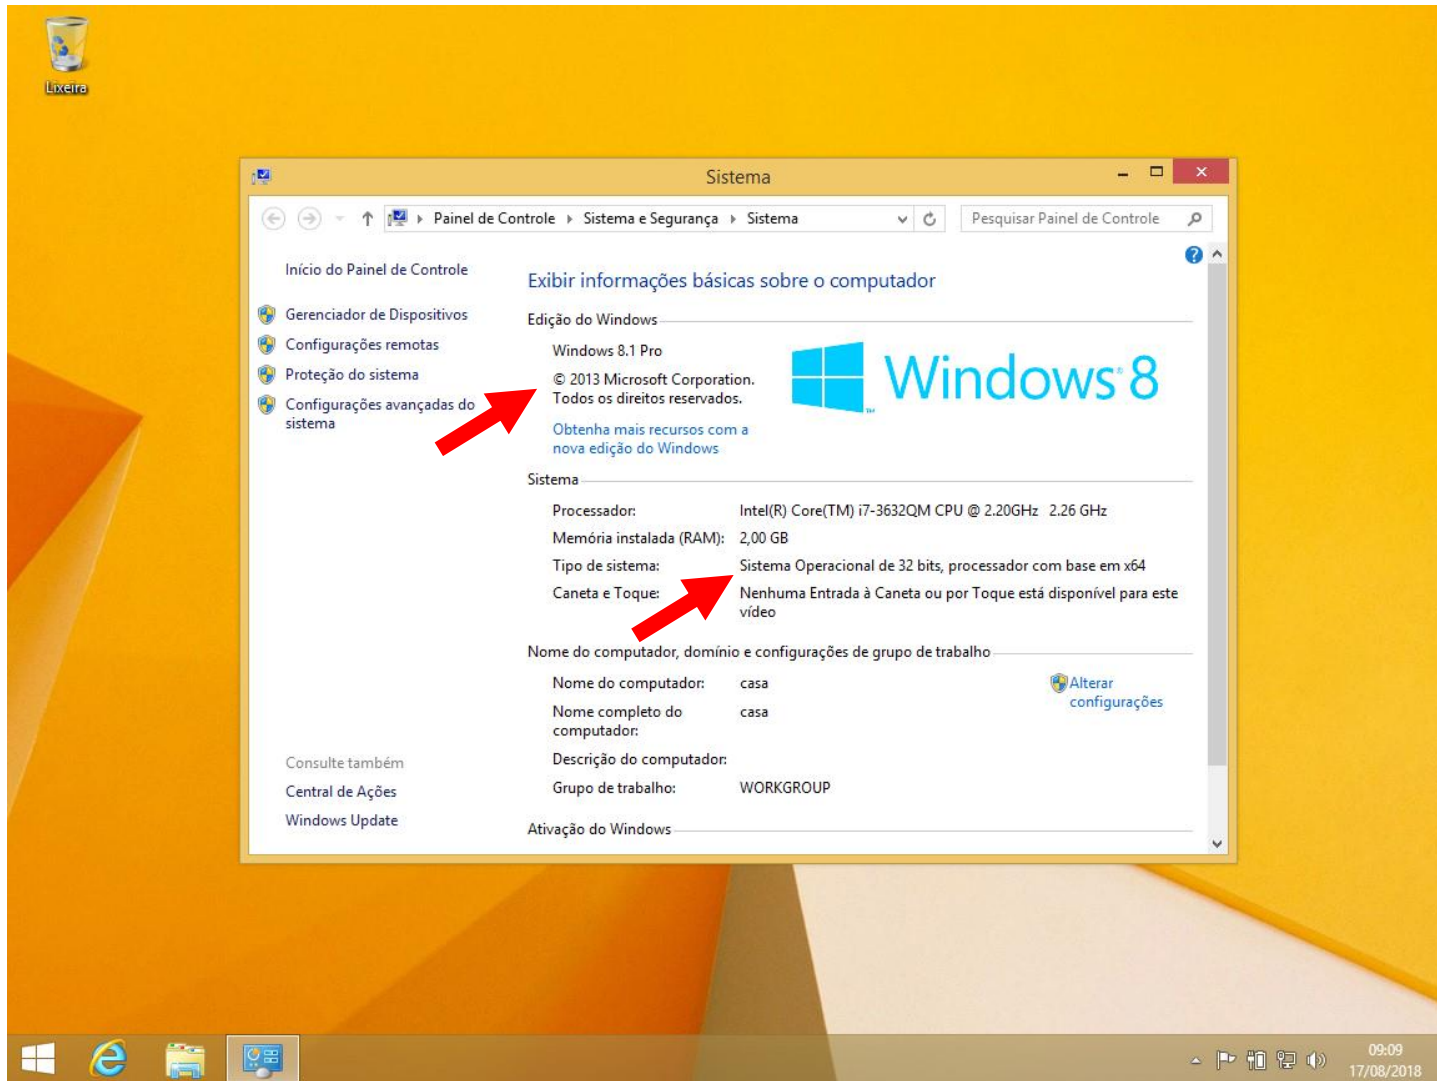 Lixeira
Sistema
Painel de Controle Sistema e Segurança Sistema
Pesquisar Painel de Controle
Início do Painel de Controle
Gerenciador de Dispositivos
Configurações remotas
Proteção do sistema
Configurações avançadas do
sistema
Consulte também
Central de Ações
Windows Update
Exibir informações básicas sobre o computador
Edição do Windows
Windows 8.1 Pro
© 2013 Microsoft Corporation.
Todos os direitos reservados.
Obtenha mais recursos com a
nova edição do Windows
Windows 8
Sistema
Processador: Intel(R) Core(TM) i7-3632QM CPU @ 2.20GHz 2.26 GHz
Memória instalada (RAM): 2,00 GB
Tipo de sistema: Sistema Operacional de 32 bits, processador com base em x64
Caneta e Toque: Nenhuma Entrada à Caneta ou por Toque está disponível para este
vídeo
Nome do computador, domínio e configurações de grupo de trabalho
Nome do computador: casa
Alterar
configurações
Nome completo do
computador: casa
Descrição do computador:
Grupo de trabalho: WORKGROUP
Ativação do Windows
09:09
17/08/2018